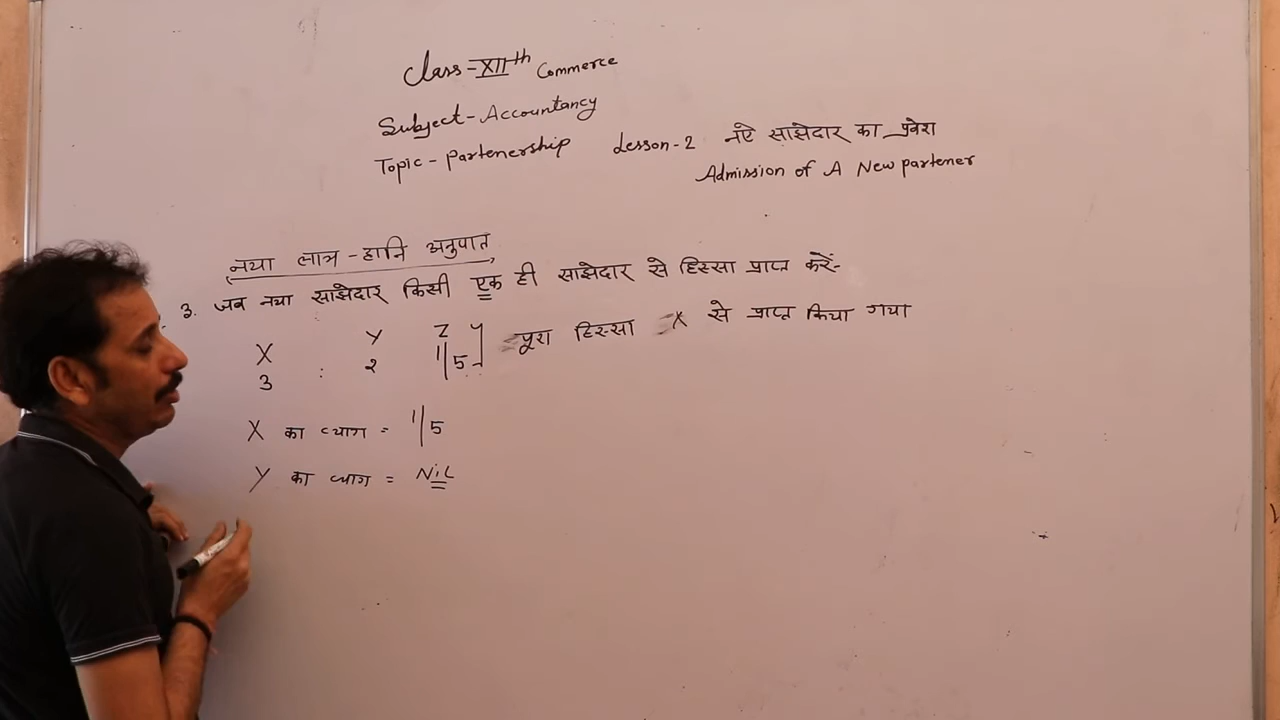 Class-XIIth Commerce
Subject-Accountancy
Topic-Partenership Lesson-2 नऐ साझेदार का प्रवेश
Admission of A New partener
नया लाभ-हानि अनुपात
3. जब नया साझेदार किसी एक ही साझेदार से हिस्सा प्राप्त करें-
X Y Z पूरा हिस्सा X से प्राप्त किया गया
3 : 2 1/5
X का त्याग = 1/5
Y का त्याग = Nil